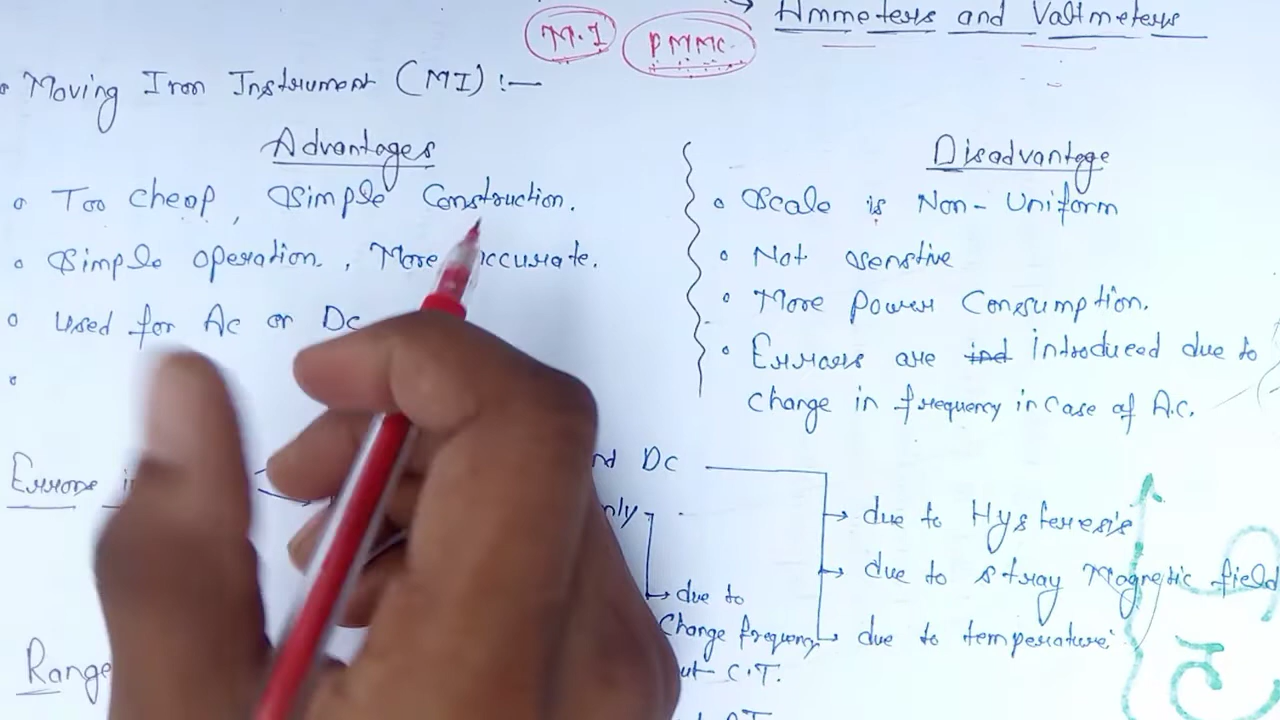 → Ammeters and Voltmeters
M.I PMMC
Moving Iron Instrument (MI) :—
Advantages
Too cheap, Simple Construction.
Simple operation, More accurate.
Used for AC or DC
Disadvantage
Scale is Non-Uniform
Not senstive
More power Consumption.
Errors are ind introduced due to
change in frequency in case of A.C.
Errors
nd DC
nly
→ due to
Change frequency
→ due to Hysteresis
→ due to stray Magnetic field
→ due to temperature
Range
C.T.
ह